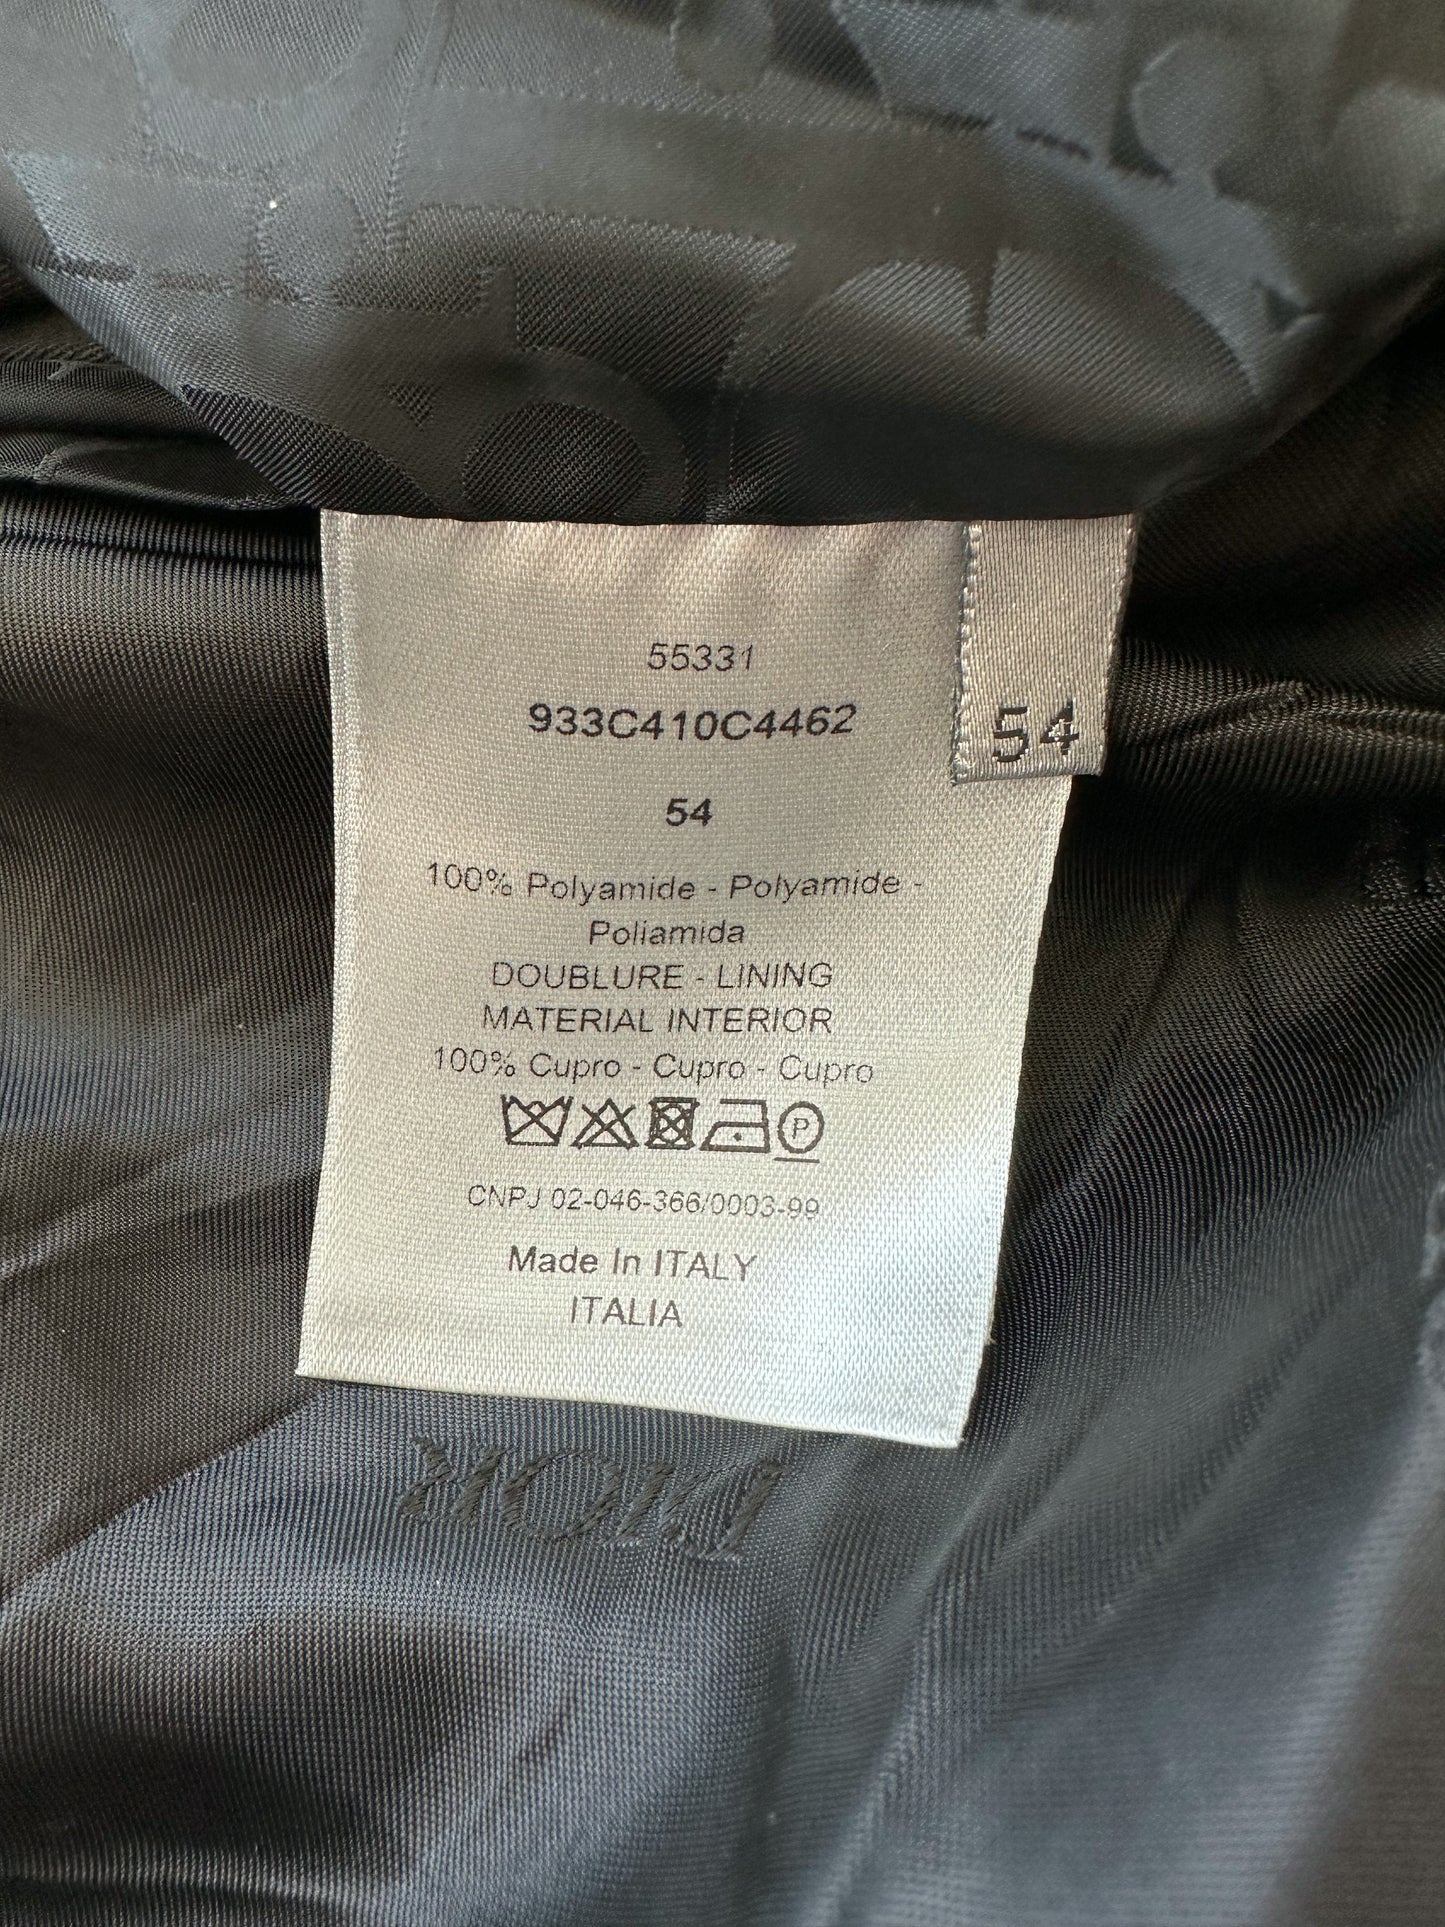 55331
933C410C4462
54
54
100% Polyamide - Polyamide -
Poliamida
DOUBLURE - LINING
MATERIAL INTERIOR
100% Cupro - Cupro - Cupro
P
CNPJ 02-046-366/0003-99
Made In ITALY
ITALIA
DIOR